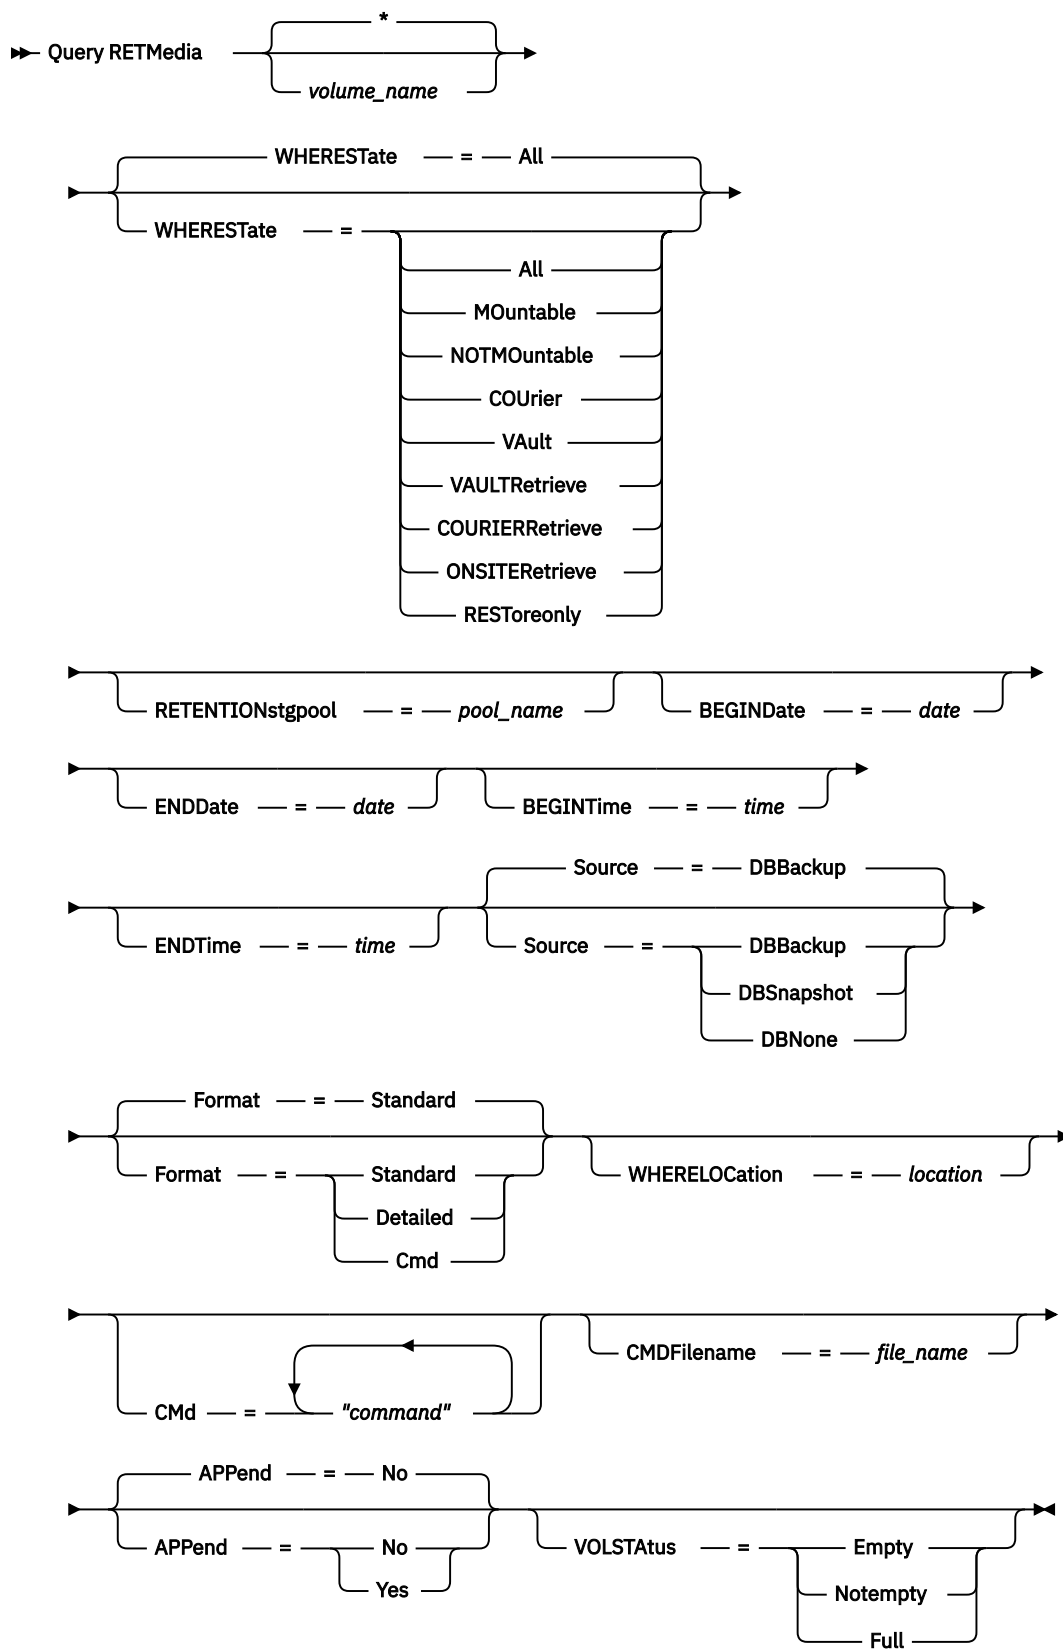 *
Query RETMedia
volume_name
WHERESTate = All
WHERESTate =
All
MOuntable
NOTMOuntable
COUrier
VAult
VAULTRetrieve
COURIERRetrieve
ONSITERetrieve
RESToreonly
RETENTIONstgpool = pool_name BEGINDate = date
ENDDate = date BEGINTime = time
Source = DBBackup
ENDTime = time Source = DBBackup
DBSnapshot
DBNone
Format = Standard
Format = Standard WHERELOCation = location
Detailed
Cmd
CMDFilename = file_name
CMd = "command"
APPend = No
APPend = No VOLSTAtus = Empty
Yes Notempty
Full